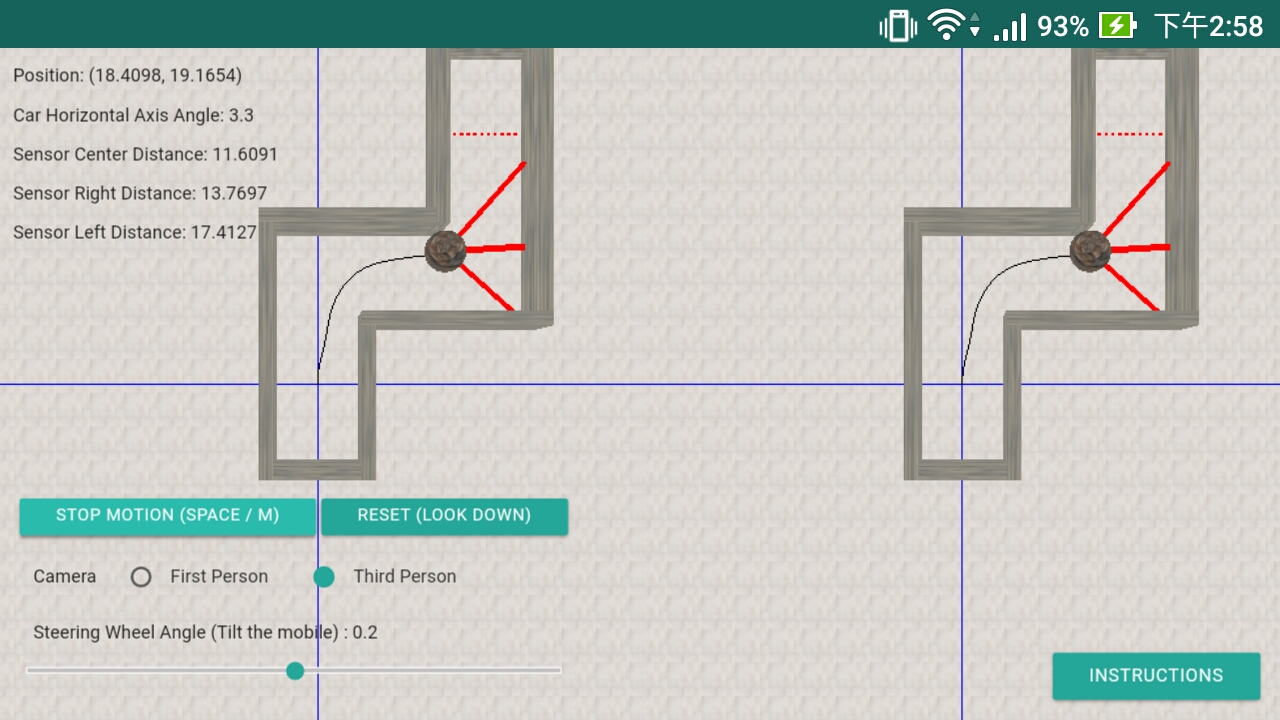 93% 下午2:58
Position: (18.4098, 19.1654)
Car Horizontal Axis Angle: 3.3
Sensor Center Distance: 11.6091
Sensor Right Distance: 13.7697
Sensor Left Distance: 17.4127
STOP MOTION (SPACE / M) RESET (LOOK DOWN)
Camera First Person Third Person
Steering Wheel Angle (Tilt the mobile) : 0.2
INSTRUCTIONS